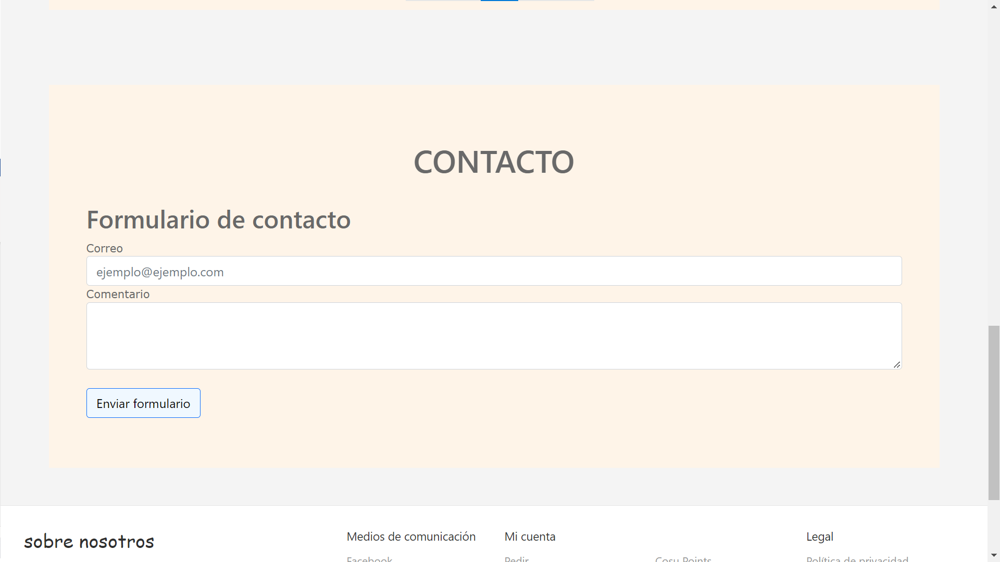 CONTACTO
Formulario de contacto
Correo
ejemplo@ejemplo.com
Comentario
Enviar formulario
sobre nosotros
Medios de comunicación
Facebook
Mi cuenta
Pedir
Cosu Points
Legal
Política de privacidad